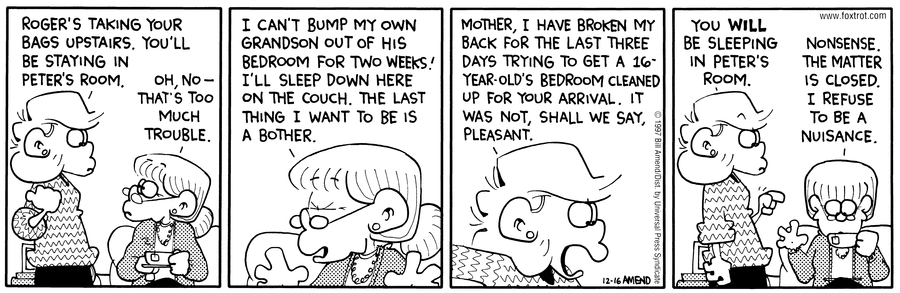 ROGER'S TAKING YOUR
BAGS UPSTAIRS. YOU'LL
BE STAYING IN
PETER'S ROOM.
OH, NO—
THAT'S TOO
MUCH
TROUBLE.
I CAN'T BUMP MY OWN
GRANDSON OUT OF HIS
BEDROOM FOR TWO WEEKS!
I'LL SLEEP DOWN HERE
ON THE COUCH. THE LAST
THING I WANT TO BE IS
A BOTHER.
MOTHER, I HAVE BROKEN MY
BACK FOR THE LAST THREE
DAYS TRYING TO GET A 16-
YEAR-OLD'S BEDROOM CLEANED
UP FOR YOUR ARRIVAL. IT
WAS NOT, SHALL WE SAY,
PLEASANT.
12-16 AMEND
© 1997 Bill Amend/Dist. by Universal Press Syndicate
www.foxtrot.com
YOU WILL
BE SLEEPING
IN PETER'S
ROOM.
NONSENSE.
THE MATTER
IS CLOSED.
I REFUSE
TO BE A
NUISANCE.